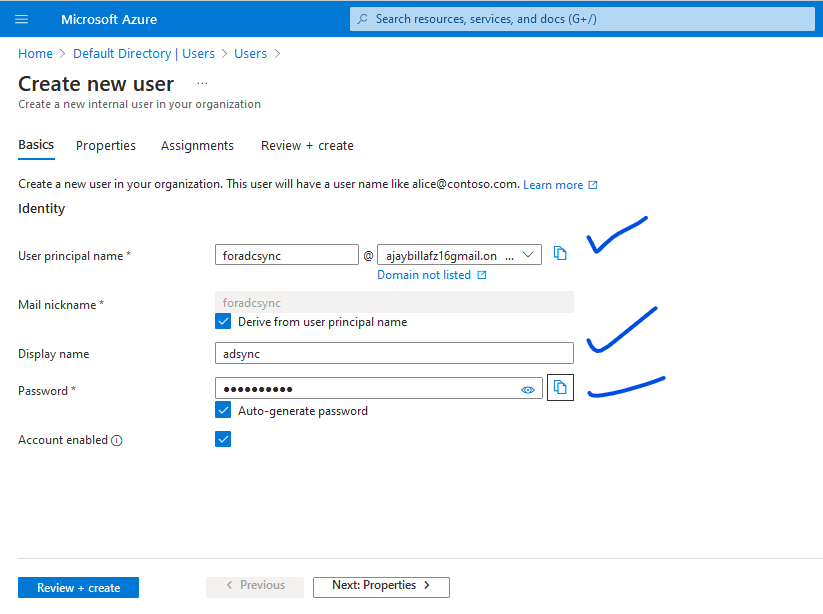 Microsoft Azure
Search resources, services, and docs (G+/)
Home > Default Directory | Users > Users >
Create new user ...
Create a new internal user in your organization
Basics Properties Assignments Review + create
Create a new user in your organization. This user will have a user name like alice@contoso.com. Learn more
Identity
User principal name * foradcsync @ ajaybillafz16gmail.on ...
Domain not listed
Mail nickname * foradcsync
Derive from user principal name
Display name adsync
Password * ●●●●●●●●●●
Auto-generate password
Account enabled
Review + create < Previous Next: Properties >